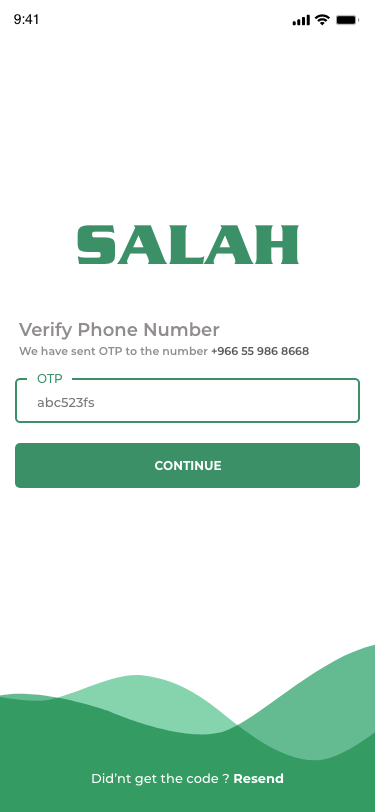 9:41
SALAH
Verify Phone Number
We have sent OTP to the number +966 55 986 8668
OTP
abc523fs
CONTINUE
Did'nt get the code ? Resend